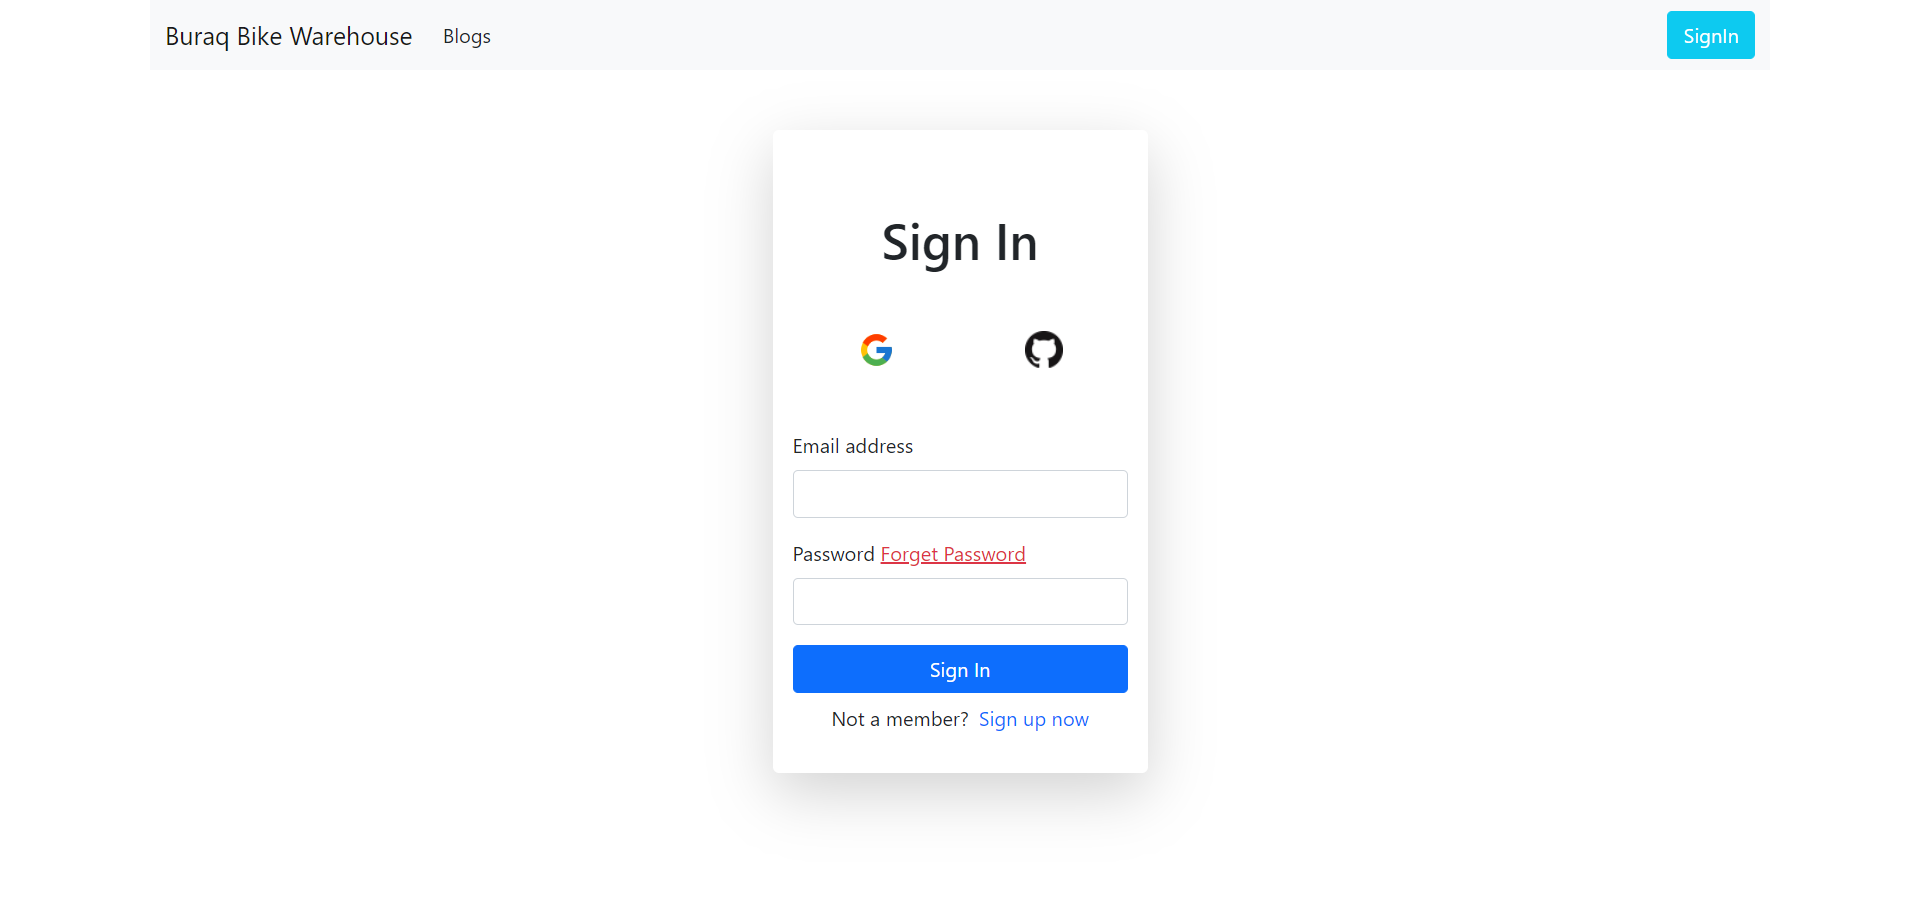 Buraq Bike Warehouse Blogs SignIn
Sign In
Email address
Password Forget Password
Sign In
Not a member? Sign up now